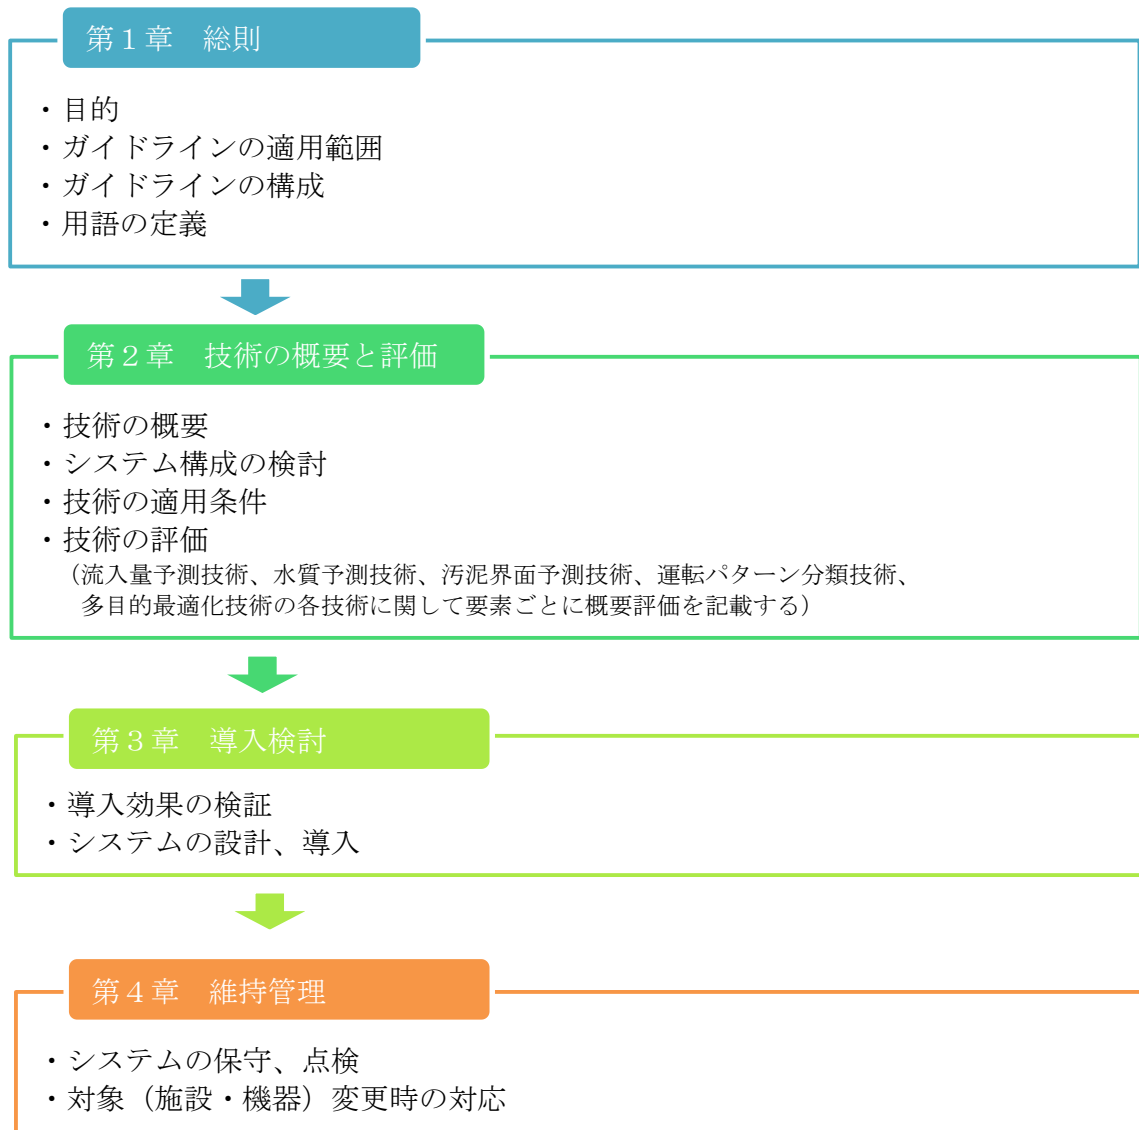 第１章　総則
・目的
・ガイドラインの適用範囲
・ガイドラインの構成
・用語の定義
第２章　技術の概要と評価
・技術の概要
・システム構成の検討
・技術の適用条件
・技術の評価
（流入量予測技術、水質予測技術、汚泥界面予測技術、運転パターン分類技術、
多目的最適化技術の各技術に関して要素ごとに概要評価を記載する）
第３章　導入検討
・導入効果の検証
・システムの設計、導入
第４章　維持管理
・システムの保守、点検
・対象（施設・機器）変更時の対応